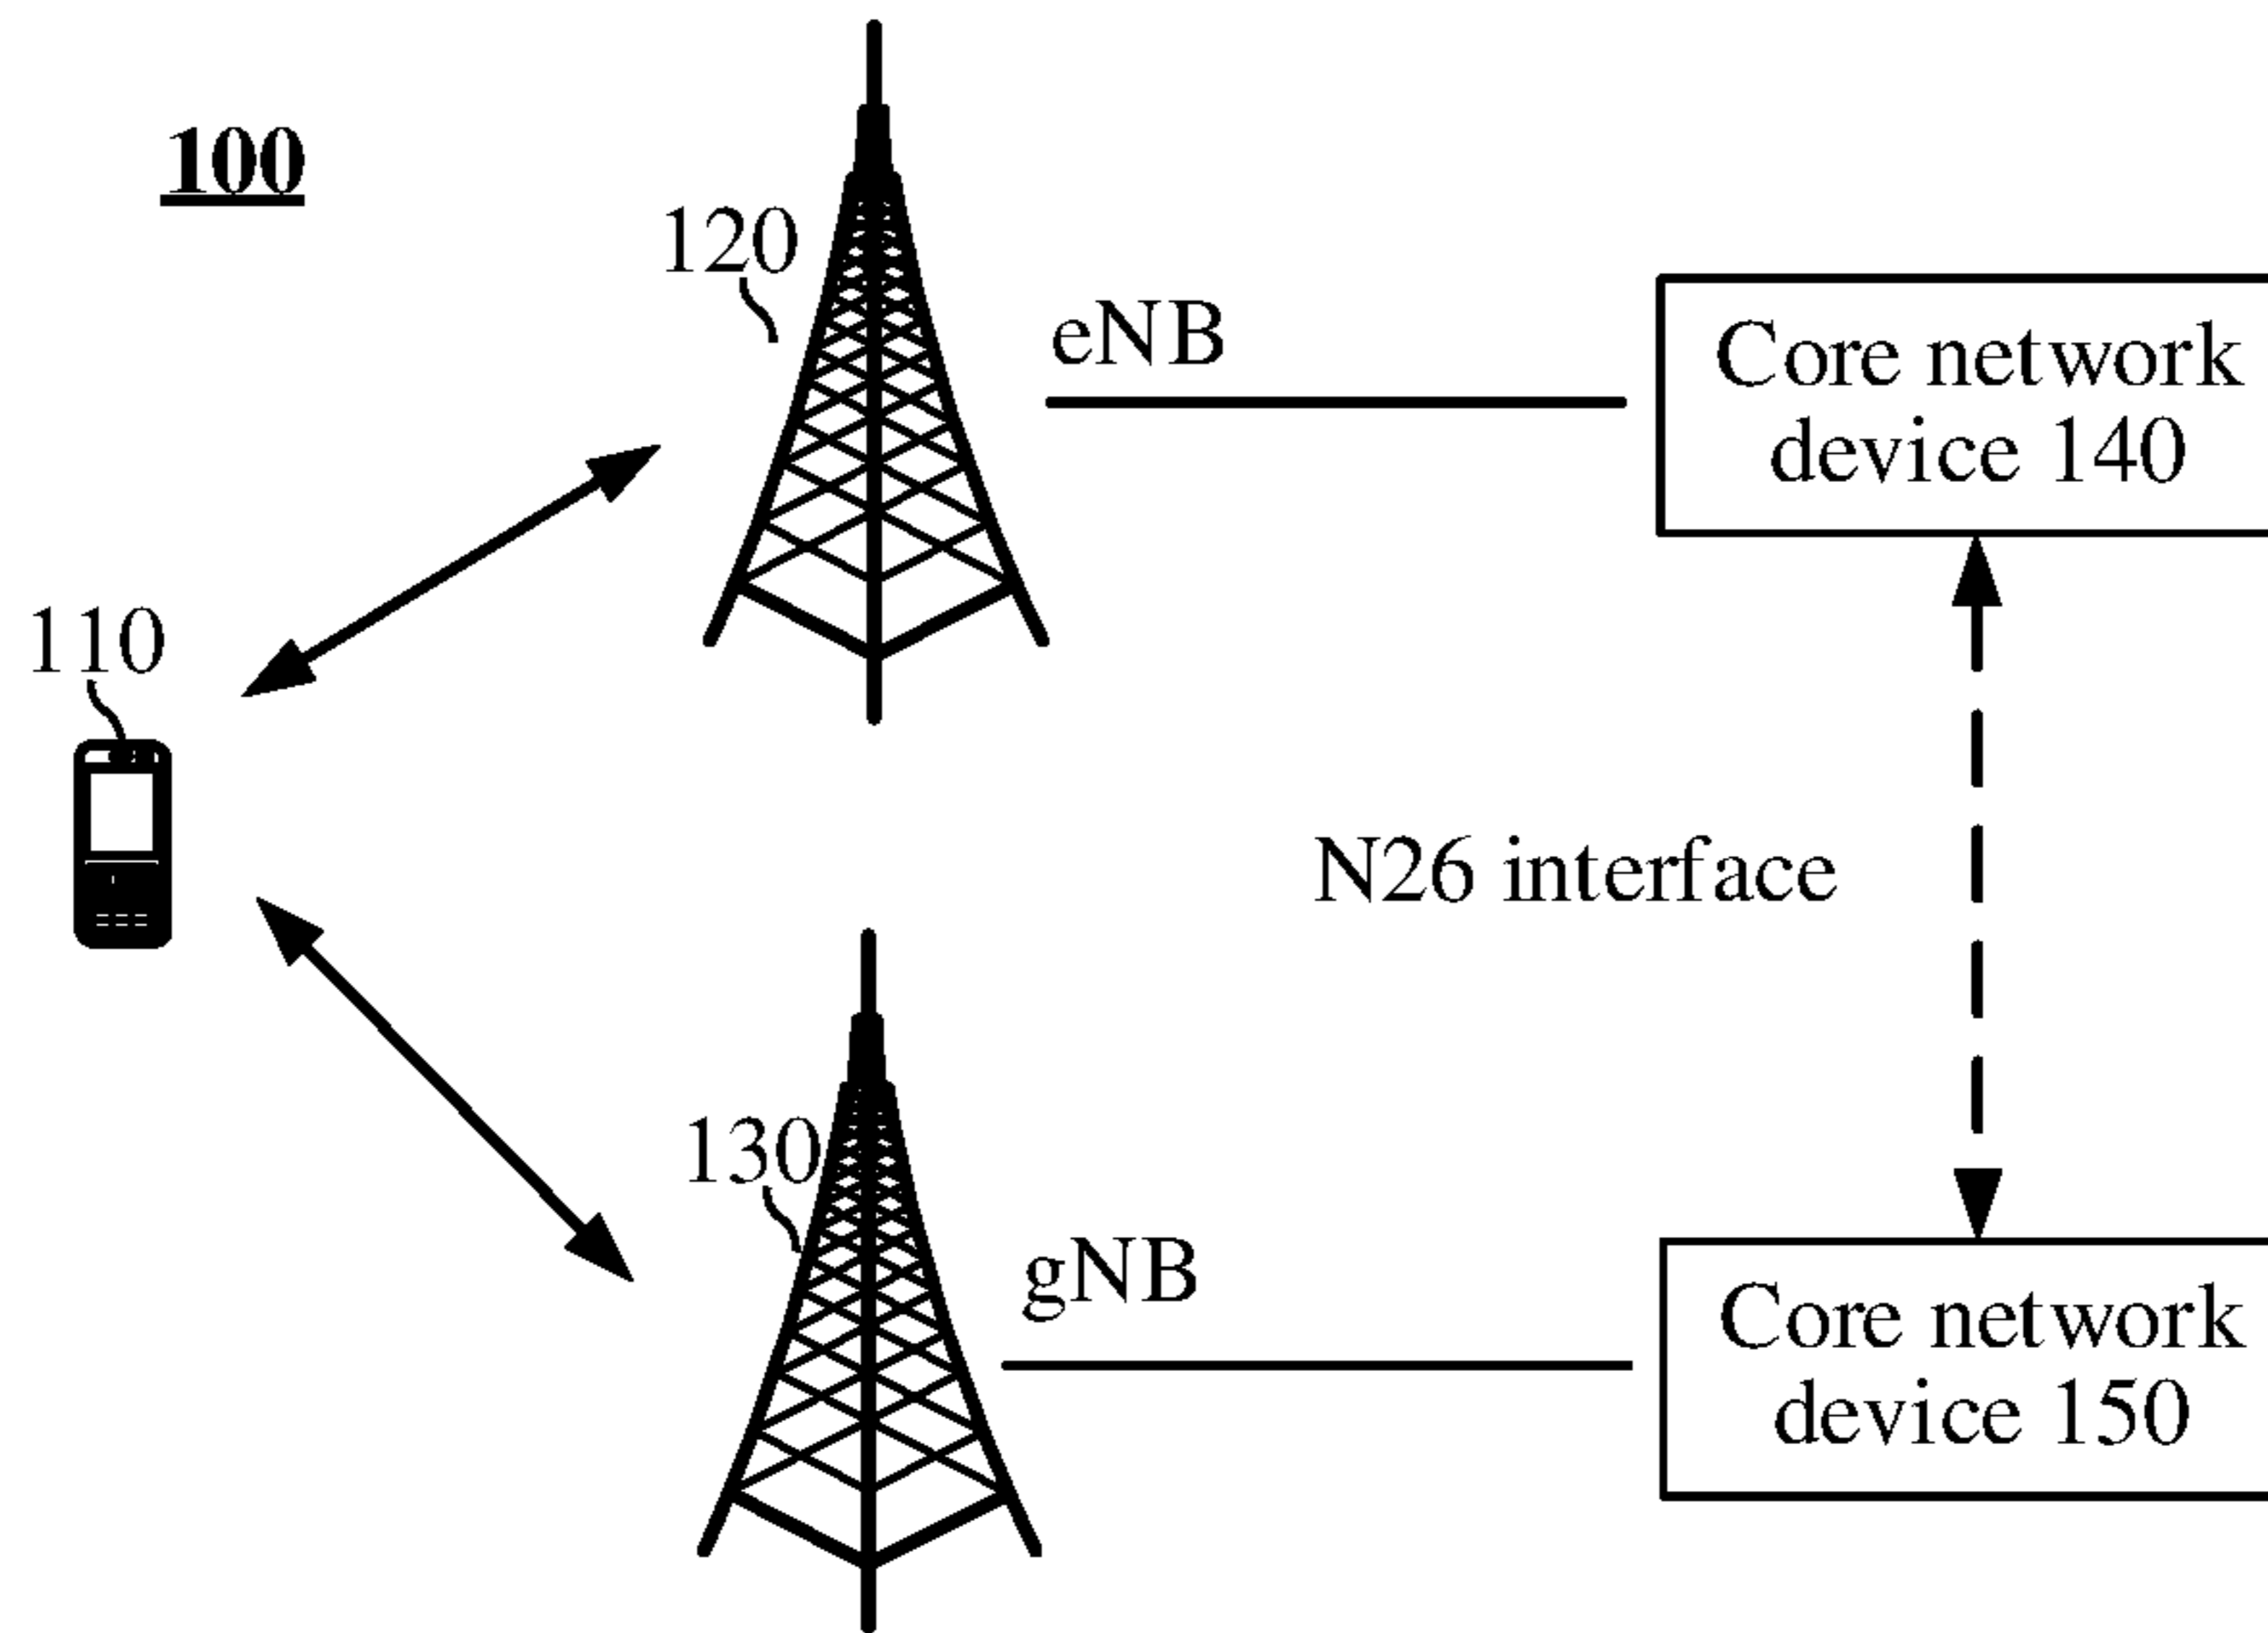 100
120
eNB
Core network
device 140
110
N26 interface
130
gNB
Core network
device 150